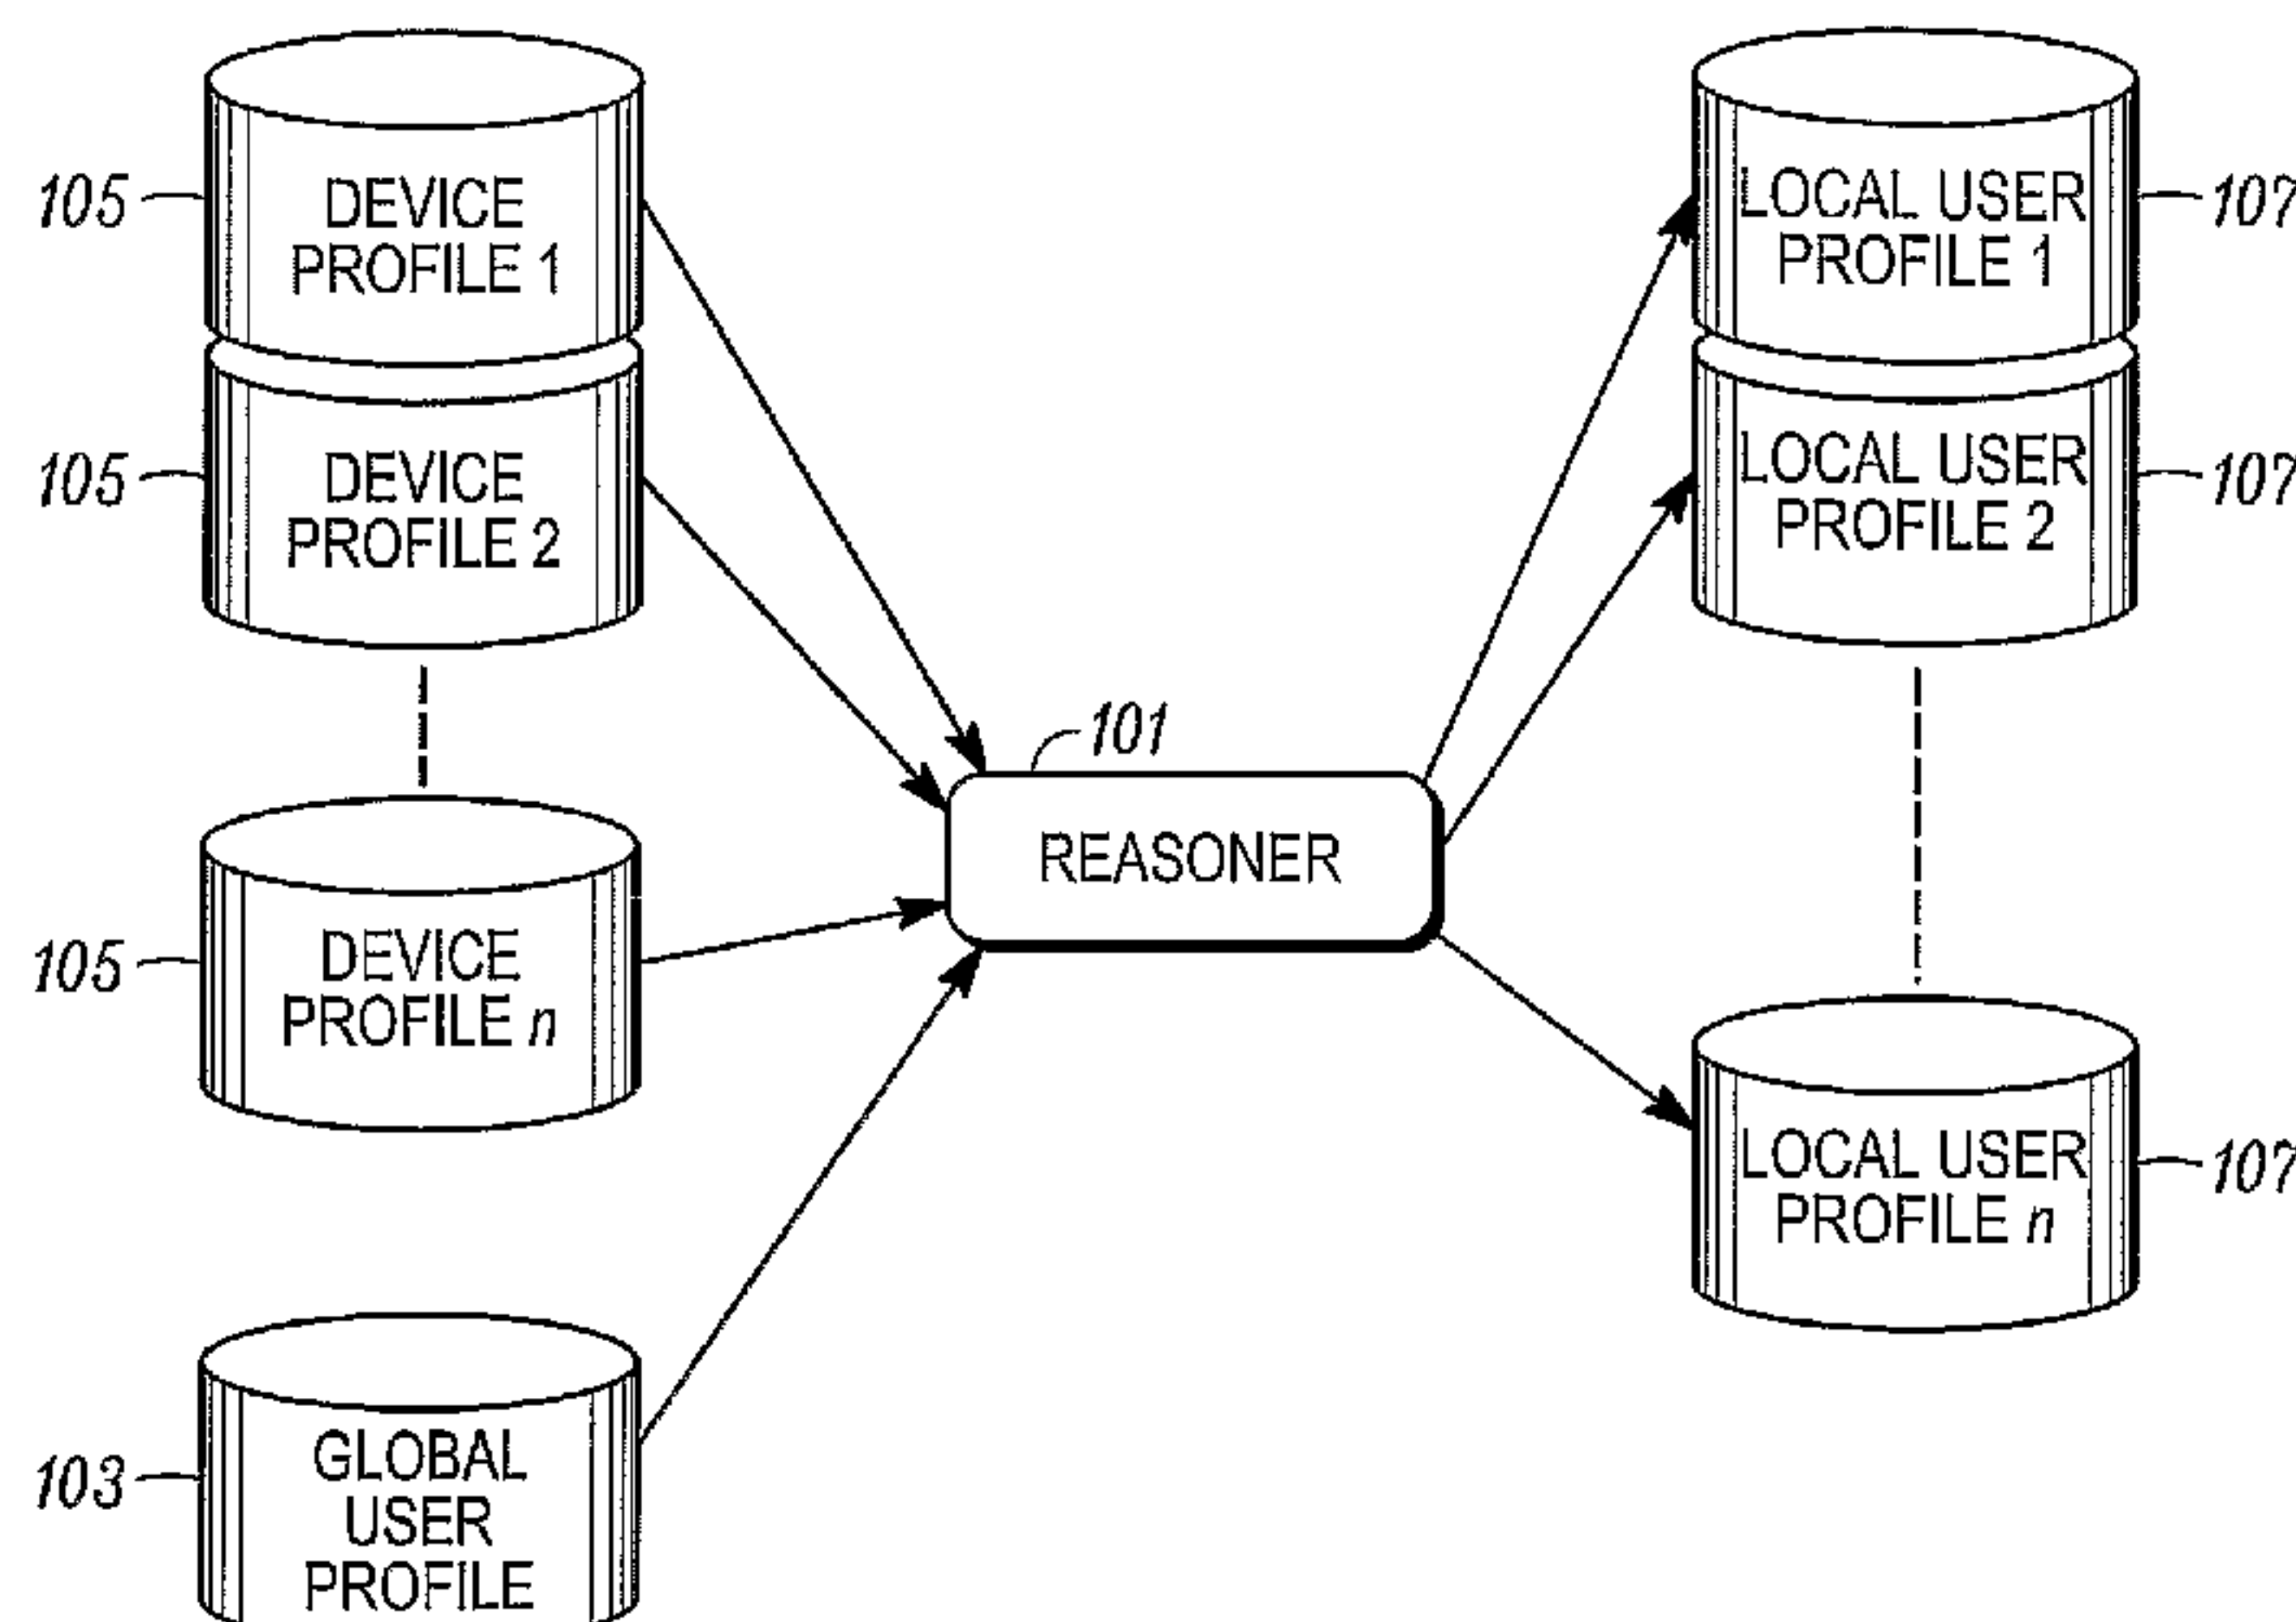 105
DEVICE
PROFILE 1
105
DEVICE
PROFILE 2
105
DEVICE
PROFILE n
103
GLOBAL
USER
PROFILE
101
REASONER
LOCAL USER
PROFILE 1
107
LOCAL USER
PROFILE 2
107
LOCAL USER
PROFILE n
107